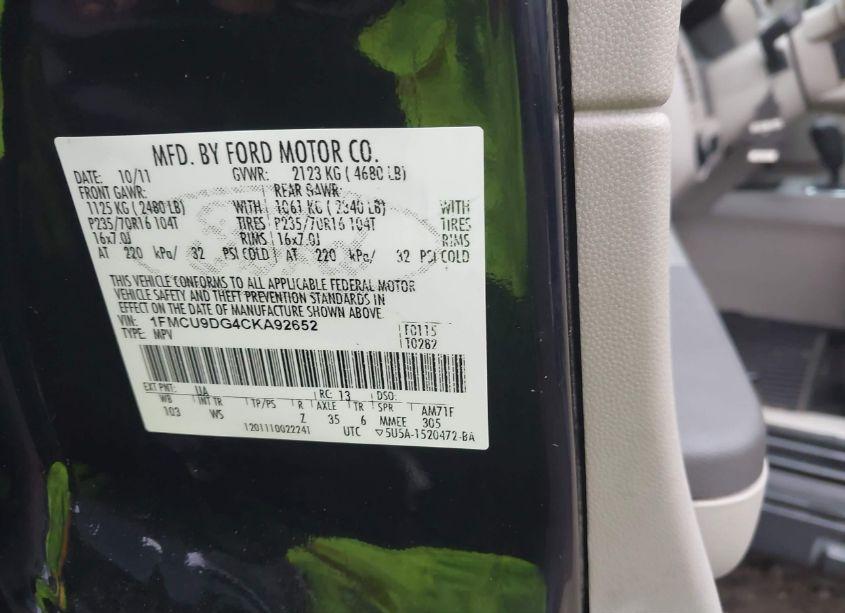 MFD. BY FORD MOTOR CO.
DATE: 10/11 GVWR: 2123 KG ( 4680 LB)
FRONT GAWR: REAR GAWR:
1125 KG ( 2480 LB) WITH 1061 KG ( 2340 LB) WITH
P235/70R16 104T TIRES P235/70R16 104T TIRES
16x7.0J RIMS 16x7.0J RIMS
AT 220 kPa/ 32 PSI COLD AT 220 kPa/ 32 PSI COLD
THIS VEHICLE CONFORMS TO ALL APPLICABLE FEDERAL MOTOR
VEHICLE SAFETY AND THEFT PREVENTION STANDARDS IN
EFFECT ON THE DATE OF MANUFACTURE SHOWN ABOVE.
VIN: 1FMCU9DG4CKA92652 F0115
TYPE: MPV T0282
EXT PNT: UA RC: 13 DSO:
WB INT TR TP/PS R AXLE TR SPR AM71F
103 WS Z 35 6 MMEE 305
1201110022241 UTC ▽5U5A-1520472-BA